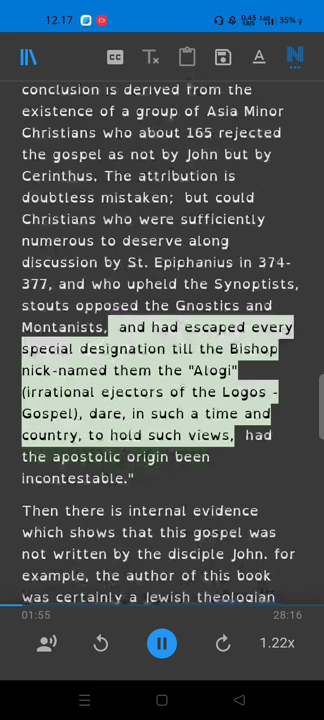 12.17
0.43
KB/s
35%
CC
T×
A
N
conclusion is derived from the
existence of a group of Asia Minor
Christians who about 165 rejected
the gospel as not by John but by
Cerinthus. The attribution is
doubtless mistaken; but could
Christians who were sufficiently
numerous to deserve along
discussion by St. Epiphanius in 374-
377, and who upheld the Synoptists,
stouts opposed the Gnostics and
Montanists, and had escaped every
special designation till the Bishop
nick-named them the "Alogi"
(irrational ejectors of the Logos -
Gospel), dare, in such a time and
country, to hold such views, had
the apostolic origin been
incontestable."
Then there is internal evidence
which shows that this gospel was
not written by the disciple John. for
example, the author of this book
was certainly a Jewish theologian
01:55 28:16
1.22x